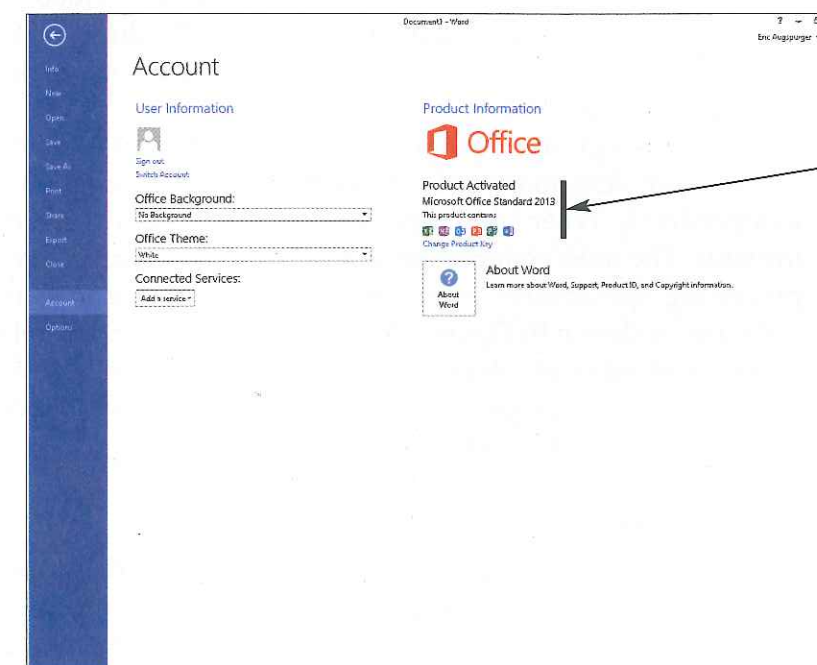 Document3 - Word
?
Eric Augspurger
Info
New
Open
Save
Save As
Print
Share
Export
Close
Account
Options
Account
User Information
Sign out
Switch Account
Office Background:
No Background
Office Theme:
White
Connected Services:
Add a service
Product Information
Office
Product Activated
Microsoft Office Standard 2013
This product contains
Change Product Key
?
About
Word
About Word
Learn more about Word, Support, Product ID, and Copyright information.